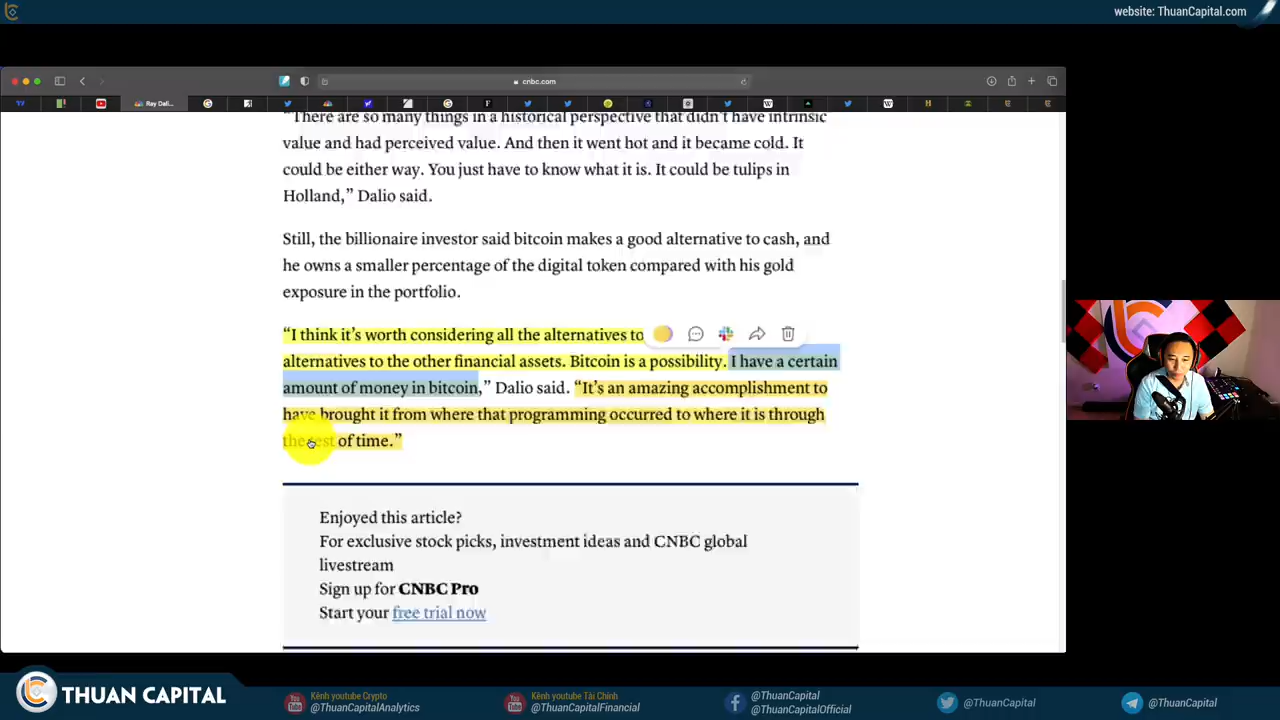 website: ThuanCapital.com
cnbc.com
Ray Dali...
“There are so many things in a historical perspective that didn’t have intrinsic
value and had perceived value. And then it went hot and it became cold. It
could be either way. You just have to know what it is. It could be tulips in
Holland,” Dalio said.
Still, the billionaire investor said bitcoin makes a good alternative to cash, and
he owns a smaller percentage of the digital token compared with his gold
exposure in the portfolio.
“I think it’s worth considering all the alternatives to
alternatives to the other financial assets. Bitcoin is a possibility. I have a certain
amount of money in bitcoin,” Dalio said. “It’s an amazing accomplishment to
have brought it from where that programming occurred to where it is through
the test of time.”
Enjoyed this article?
For exclusive stock picks, investment ideas and CNBC global
livestream
Sign up for CNBC Pro
Start your free trial now
THUAN CAPITAL
Kênh youtube Crypto
@ThuanCapitalAnalytics
Kênh youtube Tài Chính
@ThuanCapitalFinancial
@ThuanCapital
@ThuanCapitalOfficial
@ThuanCapital
@ThuanCapital